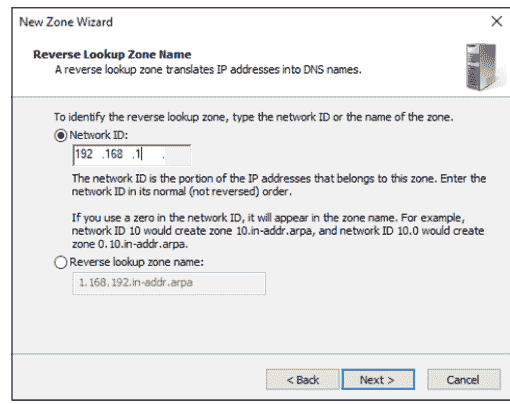 New Zone Wizard
Reverse Lookup Zone Name
A reverse lookup zone translates IP addresses into DNS names.
To identify the reverse lookup zone, type the network ID or the name of the zone.
Network ID:
192 .168 .1 .
The network ID is the portion of the IP addresses that belongs to this zone. Enter the
network ID in its normal (not reversed) order.
If you use a zero in the network ID, it will appear in the zone name. For example,
network ID 10 would create zone 10.in-addr.arpa, and network ID 10.0 would create
zone 0.10.in-addr.arpa.
Reverse lookup zone name:
1.168.192.in-addr.arpa
< Back Next > Cancel